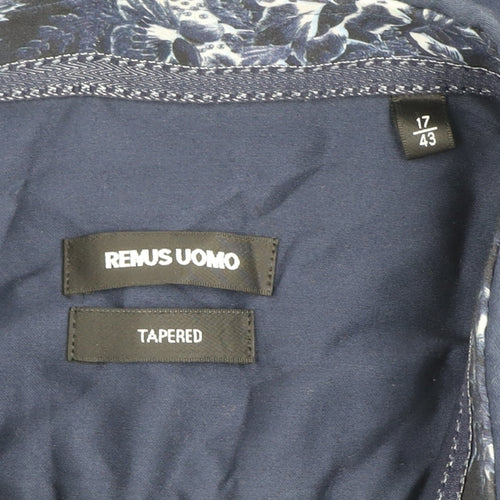 17
43
REMUS UOMO
TAPERED